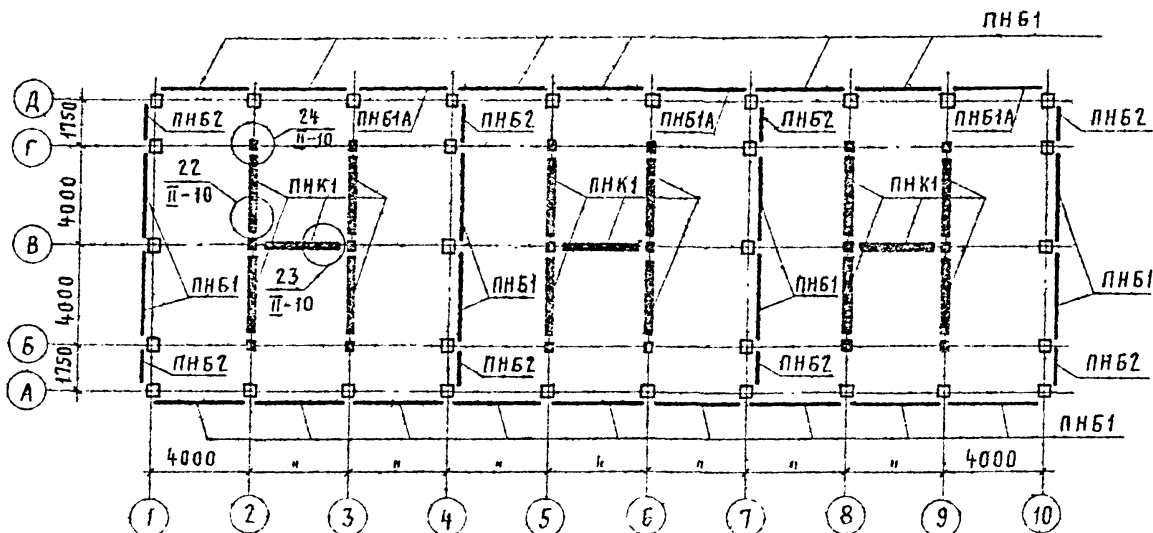 ПНБ1
Д
1750
ПНБ2
24
II-10
ПНБ1А
ПНБ2
ПНБ1А
ПНБ2
ПНБ1А
ПНБ2
Г
22
II-10
ПНК1
ПНК1
ПНК1
4000
В
23
II-10
ПНБ1
ПНБ1
ПНБ1
ПНБ1
4000
Б
ПНБ2
ПНБ2
ПНБ2
ПНБ2
1750
А
ПНБ1
4000 " " " " " " " 4000
1 2 3 4 5 6 7 8 9 10